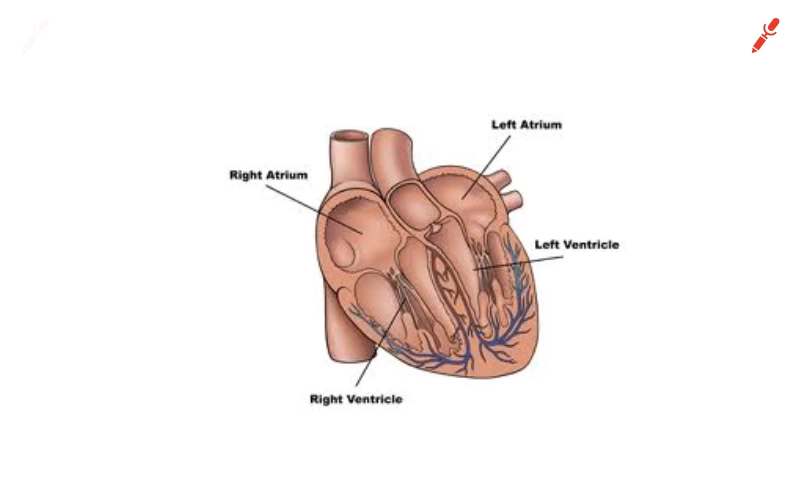 Left Atrium
Right Atrium
Left Ventricle
Right Ventricle